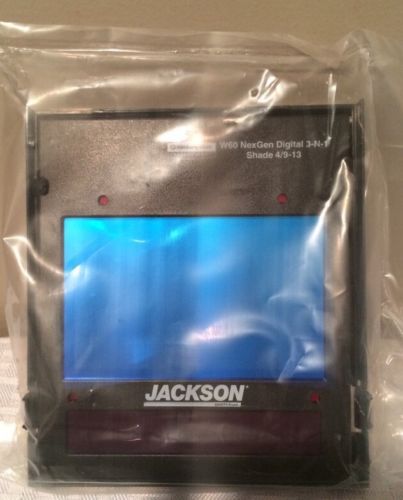 W60 NexGen Digital 3-N-1
Shade 4/9-13
JACKSON